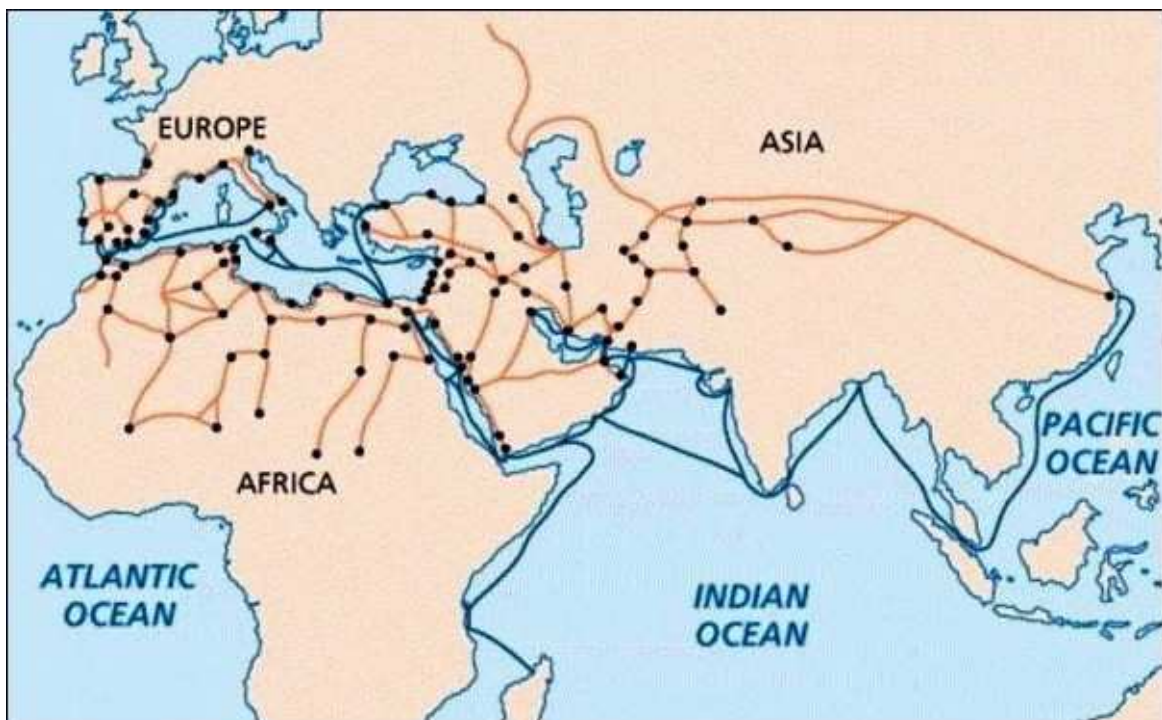 EUROPE
ASIA
AFRICA
PACIFIC
OCEAN
ATLANTIC
OCEAN
INDIAN
OCEAN